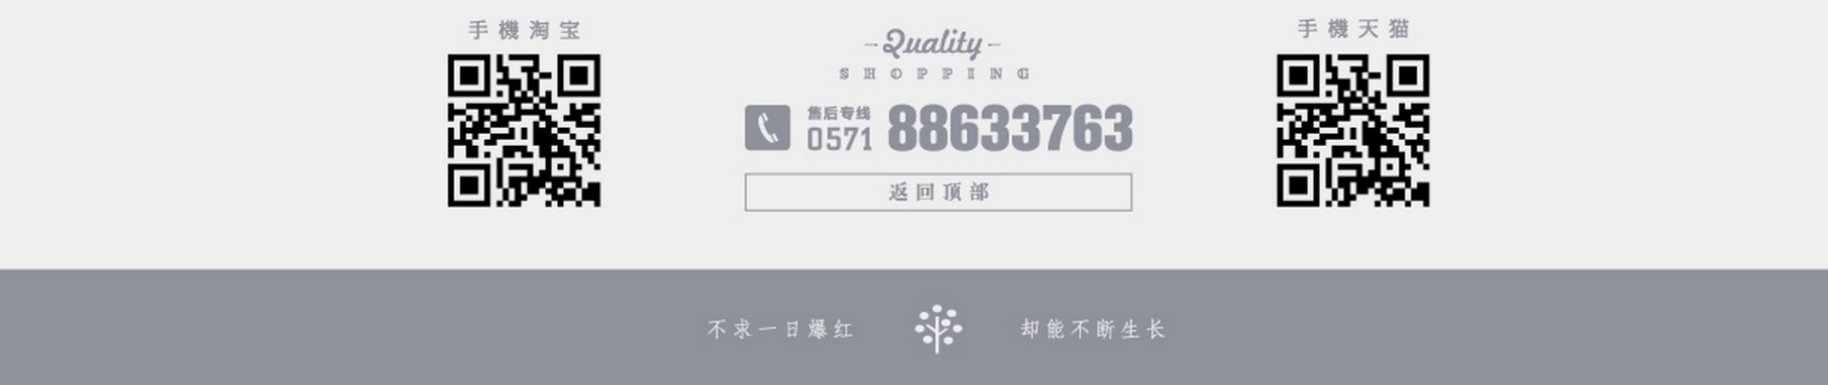 手機淘宝
-Quality-
SHOPPING
售后专线
0571 88633763
返回顶部
手機天猫
不求一日爆红 却能不断生长